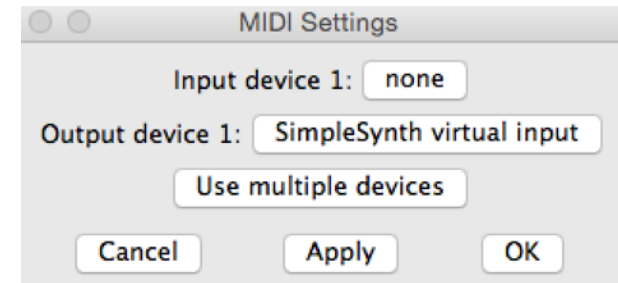 MIDI Settings
Input device 1: none
Output device 1: SimpleSynth virtual input
Use multiple devices
Cancel Apply OK